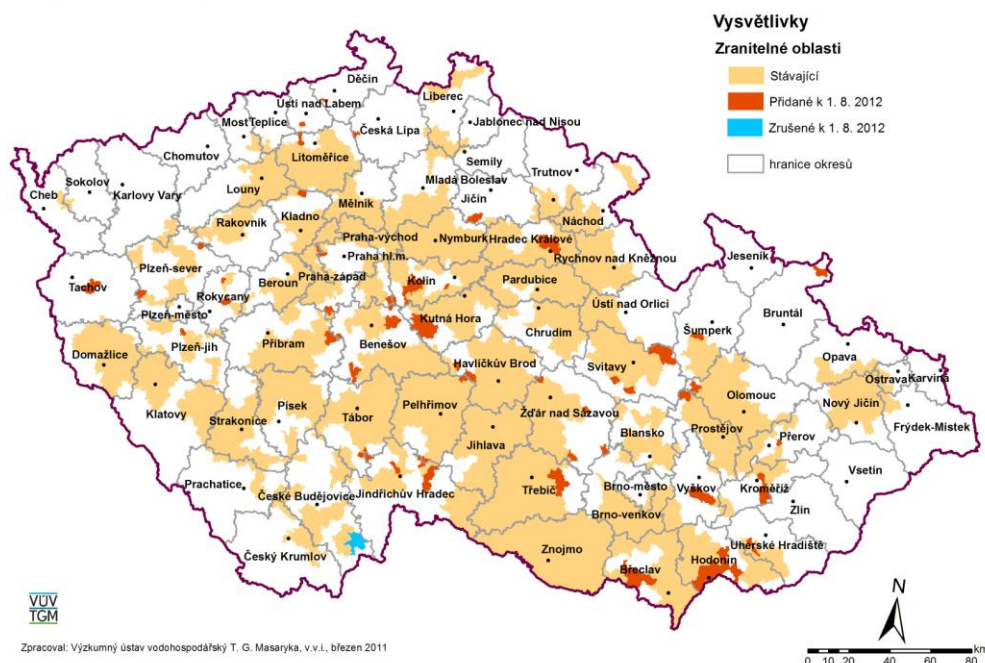 Vysvětlivky
Zranitelné oblasti
Stávající
Přidané k 1. 8. 2012
Zrušené k 1. 8. 2012
hranice okresů
Děčín
Liberec
Ústí nad Labem
Most
Teplice
Česká Lípa
Jablonec nad Nisou
Chomutov
Litoměřice
Semily
Trutnov
Sokolov
Karlovy Vary
Cheb
Louny
Mladá Boleslav
Jičín
Mělník
Kladno
Náchod
Rakovník
Praha-východ
Nymburk
Hradec Králové
Praha hl.m.
Rychnov nad Kněžnou
Jeseník
Plzeň-sever
Beroun
Praha-západ
Kolín
Pardubice
Tachov
Rokycany
Ústí nad Orlicí
Bruntál
Plzeň-město
Kutná Hora
Chrudim
Šumperk
Plzeň-jih
Příbram
Benešov
Opava
Domažlice
Havlíčkův Brod
Svitavy
Ostrava
Karviná
Klatovy
Písek
Tábor
Pelhřimov
Žďár nad Sázavou
Olomouc
Nový Jičín
Strakonice
Jihlava
Blansko
Prostějov
Přerov
Frýdek-Místek
Vsetín
Prachatice
České Budějovice
Jindřichův Hradec
Třebíč
Brno-město
Vyškov
Kroměříž
Zlín
Brno-venkov
Český Krumlov
Znojmo
Hodonín
Uherské Hradiště
Břeclav
N
VÚV
TGM
Zpracoval: Výzkumný ústav vodohospodářský T. G. Masaryka, v.v.i., březen 2011
km
0 10 20 40 60 80